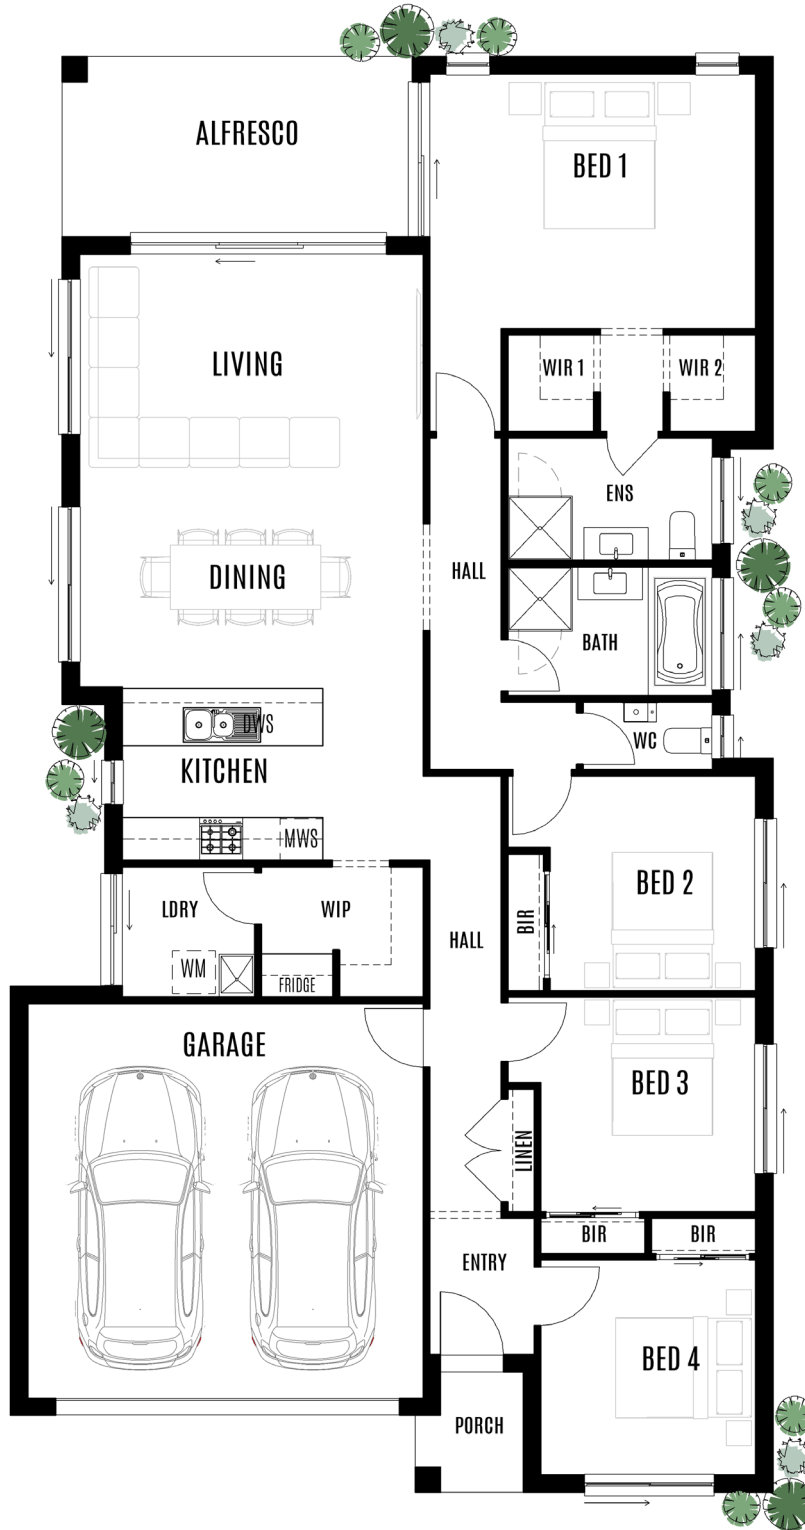 ALFRESCO
BED 1
LIVING
WIR 1
WIR 2
ENS
HALL
DINING
BATH
DWS
WC
KITCHEN
MWS
BED 2
LDRY
WIP
BIR
HALL
WM
FRIDGE
GARAGE
BED 3
LINEN
BIR
BIR
ENTRY
BED 4
PORCH